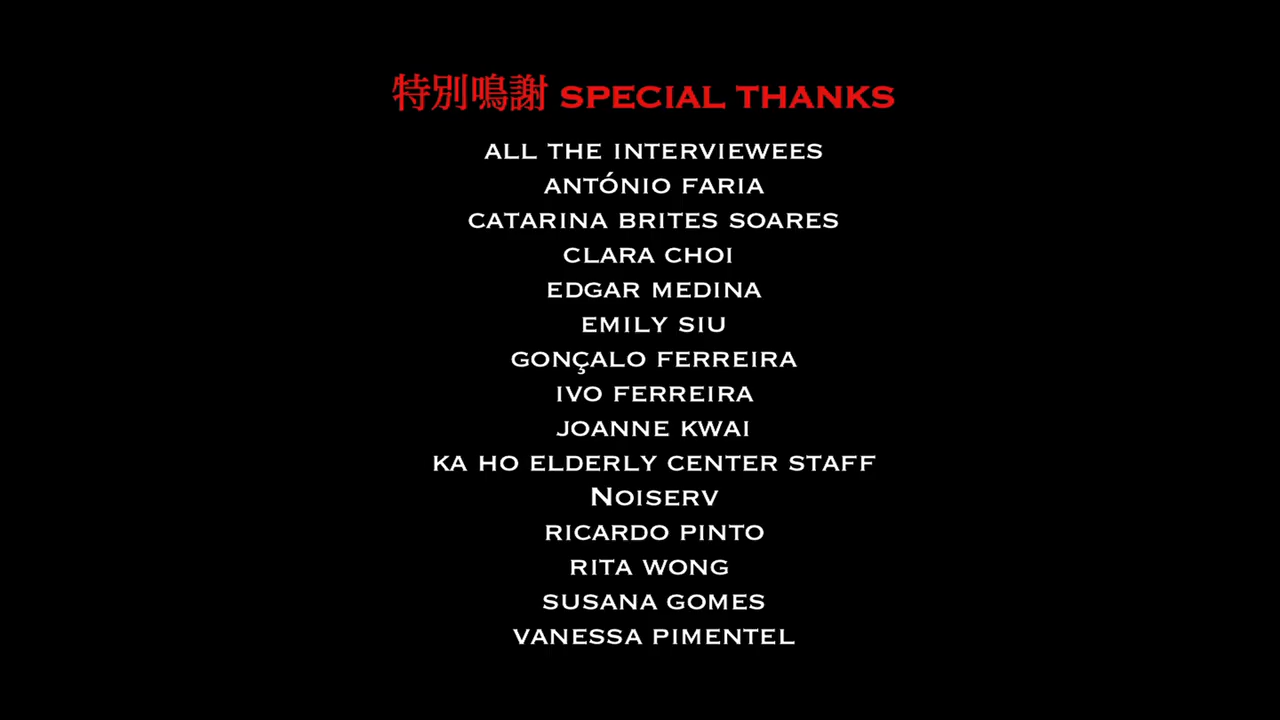 特別鳴謝 SPECIAL THANKS
ALL THE INTERVIEWEES
ANTÓNIO FARIA
CATARINA BRITES SOARES
CLARA CHOI
EDGAR MEDINA
EMILY SIU
GONÇALO FERREIRA
IVO FERREIRA
JOANNE KWAI
KA HO ELDERLY CENTER STAFF
NOISERV
RICARDO PINTO
RITA WONG
SUSANA GOMES
VANESSA PIMENTEL